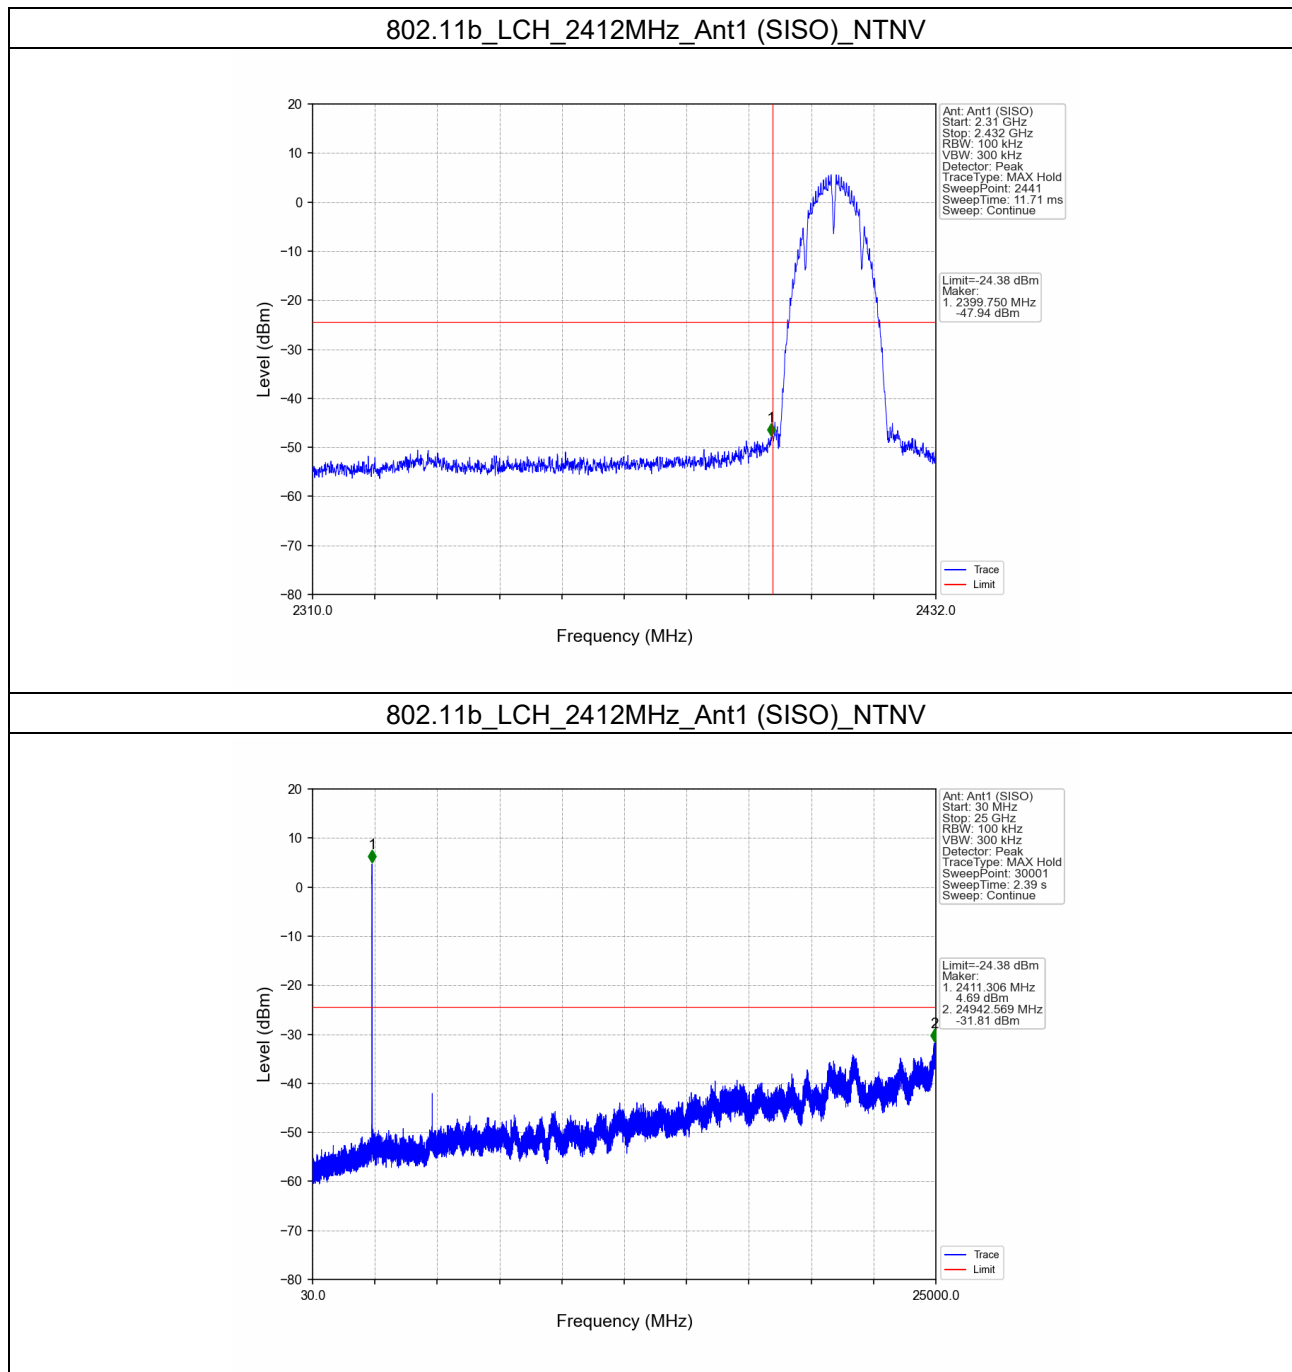 802.11b_LCH_2412MHz_Ant1 (SISO)_NTNV
20
10
0
−10
−20
−30
−40
−50
−60
−70
−80
Level (dBm)
1
2310.0
2432.0
Frequency (MHz)
Ant: Ant1 (SISO)
Start: 2.31 GHz
Stop: 2.432 GHz
RBW: 100 kHz
VBW: 300 kHz
Detector: Peak
TraceType: MAX Hold
SweepPoint: 2441
SweepTime: 11.71 ms
Sweep: Continue
Limit=-24.38 dBm
Maker:
1. 2399.750 MHz
-47.94 dBm
Trace
Limit
802.11b_LCH_2412MHz_Ant1 (SISO)_NTNV
20
10
0
−10
−20
−30
−40
−50
−60
−70
−80
Level (dBm)
1
2
30.0
25000.0
Frequency (MHz)
Ant: Ant1 (SISO)
Start: 30 MHz
Stop: 25 GHz
RBW: 100 kHz
VBW: 300 kHz
Detector: Peak
TraceType: MAX Hold
SweepPoint: 30001
SweepTime: 2.39 s
Sweep: Continue
Limit=-24.38 dBm
Maker:
1. 2411.306 MHz
4.69 dBm
2. 24942.569 MHz
-31.81 dBm
Trace
Limit